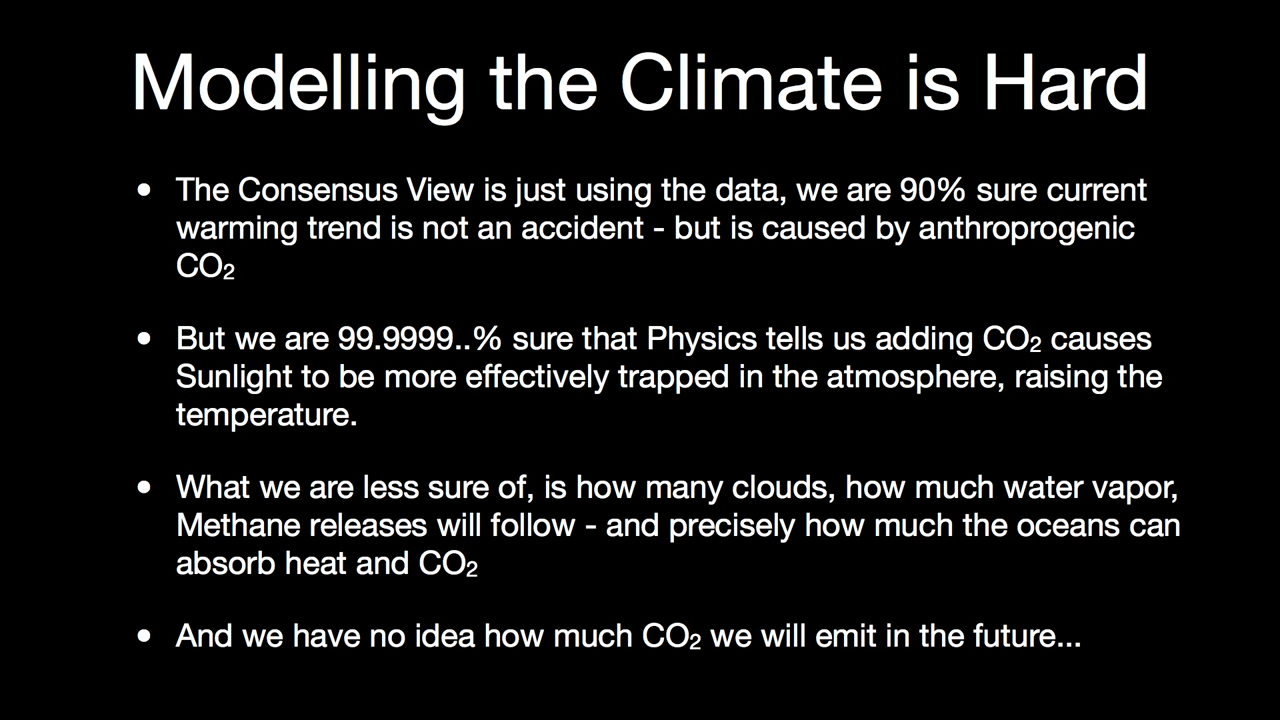 Modelling the Climate is Hard
• The Consensus View is just using the data, we are 90% sure current
warming trend is not an accident - but is caused by anthroprogenic
CO₂
• But we are 99.9999..% sure that Physics tells us adding CO₂ causes
Sunlight to be more effectively trapped in the atmosphere, raising the
temperature.
• What we are less sure of, is how many clouds, how much water vapor,
Methane releases will follow - and precisely how much the oceans can
absorb heat and CO₂
• And we have no idea how much CO₂ we will emit in the future...